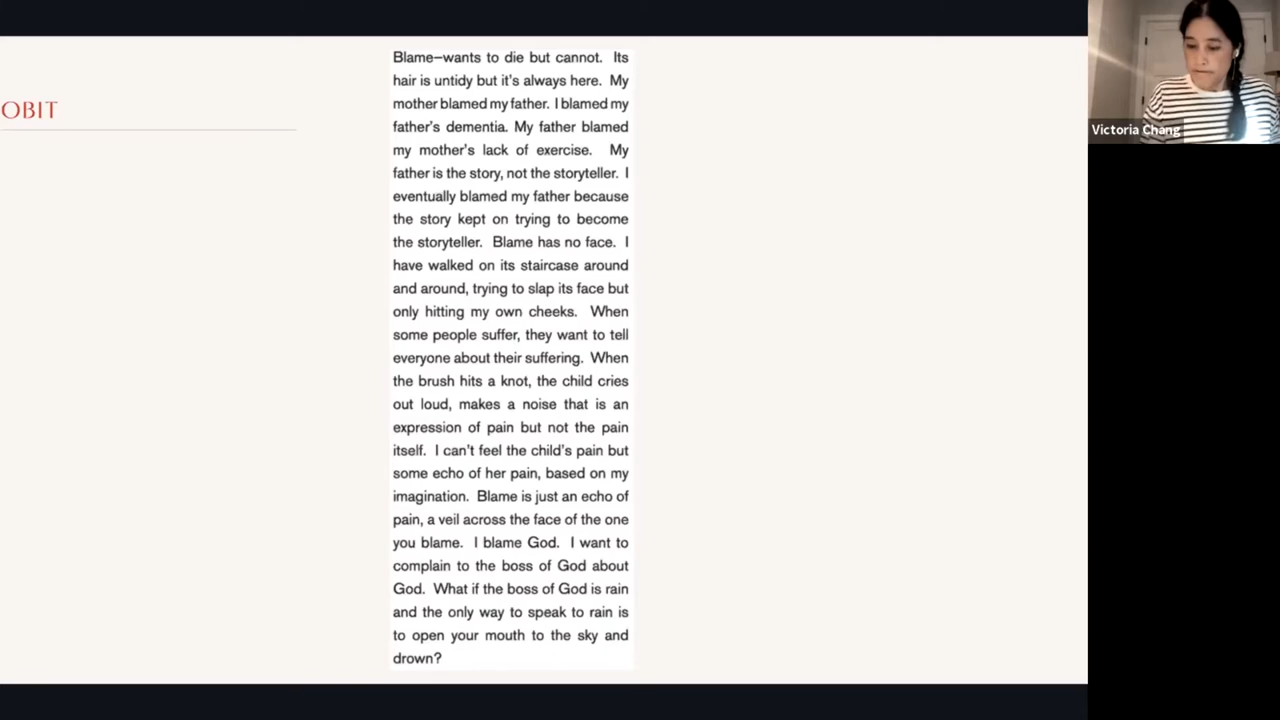 OBIT
Blame—wants to die but cannot. Its
hair is untidy but it's always here. My
mother blamed my father. I blamed my
father's dementia. My father blamed
my mother's lack of exercise. My
father is the story, not the storyteller. I
eventually blamed my father because
the story kept on trying to become
the storyteller. Blame has no face. I
have walked on its staircase around
and around, trying to slap its face but
only hitting my own cheeks. When
some people suffer, they want to tell
everyone about their suffering. When
the brush hits a knot, the child cries
out loud, makes a noise that is an
expression of pain but not the pain
itself. I can't feel the child's pain but
some echo of her pain, based on my
imagination. Blame is just an echo of
pain, a veil across the face of the one
you blame. I blame God. I want to
complain to the boss of God about
God. What if the boss of God is rain
and the only way to speak to rain is
to open your mouth to the sky and
drown?
Victoria Chang